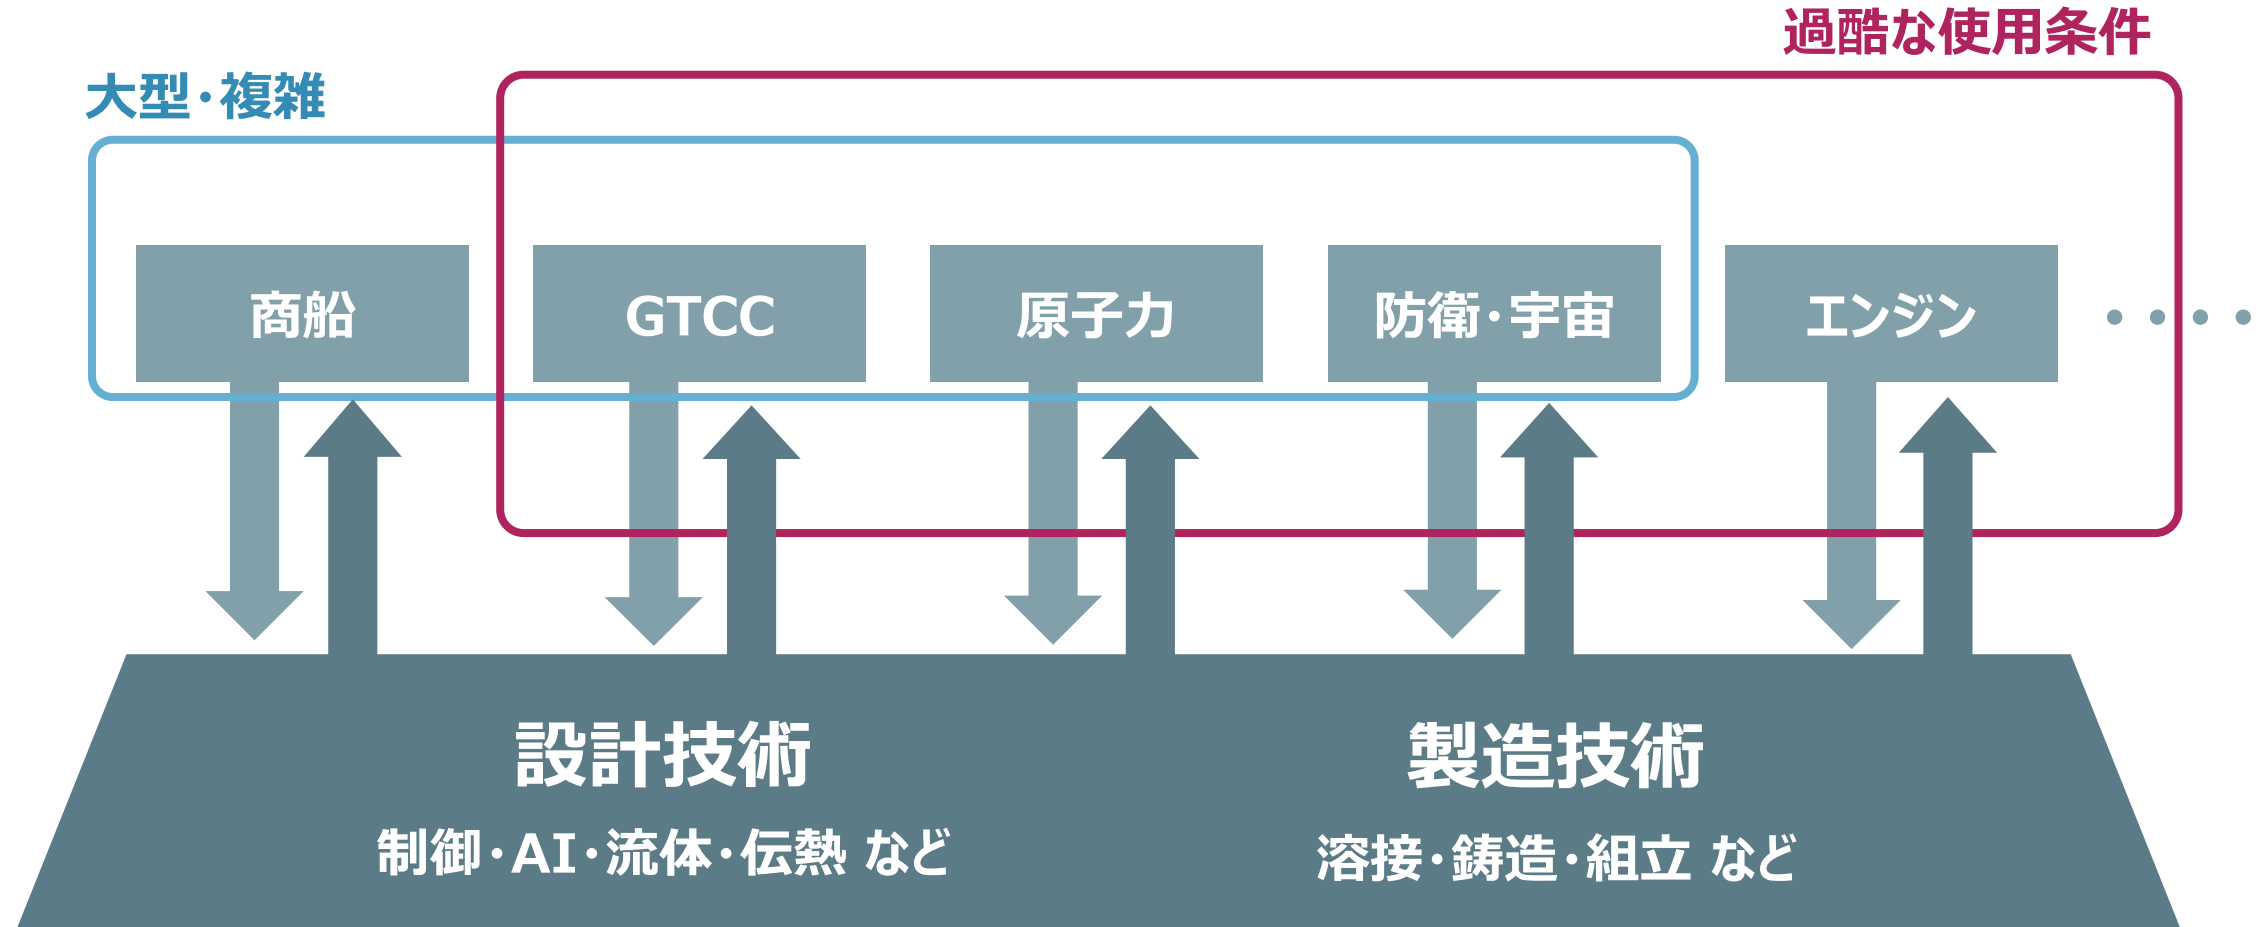 過酷な使用条件
大型・複雑
商船
GTCC
原子力
防衛・宇宙
エンジン
••••
設計技術
制御・AI・流体・伝熱 など
製造技術
溶接・鋳造・組立 など